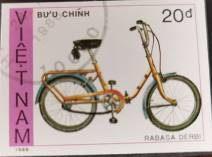 BƯU CHÍNH 20đ
VIỆT NAM
RABASA DERBI
1989